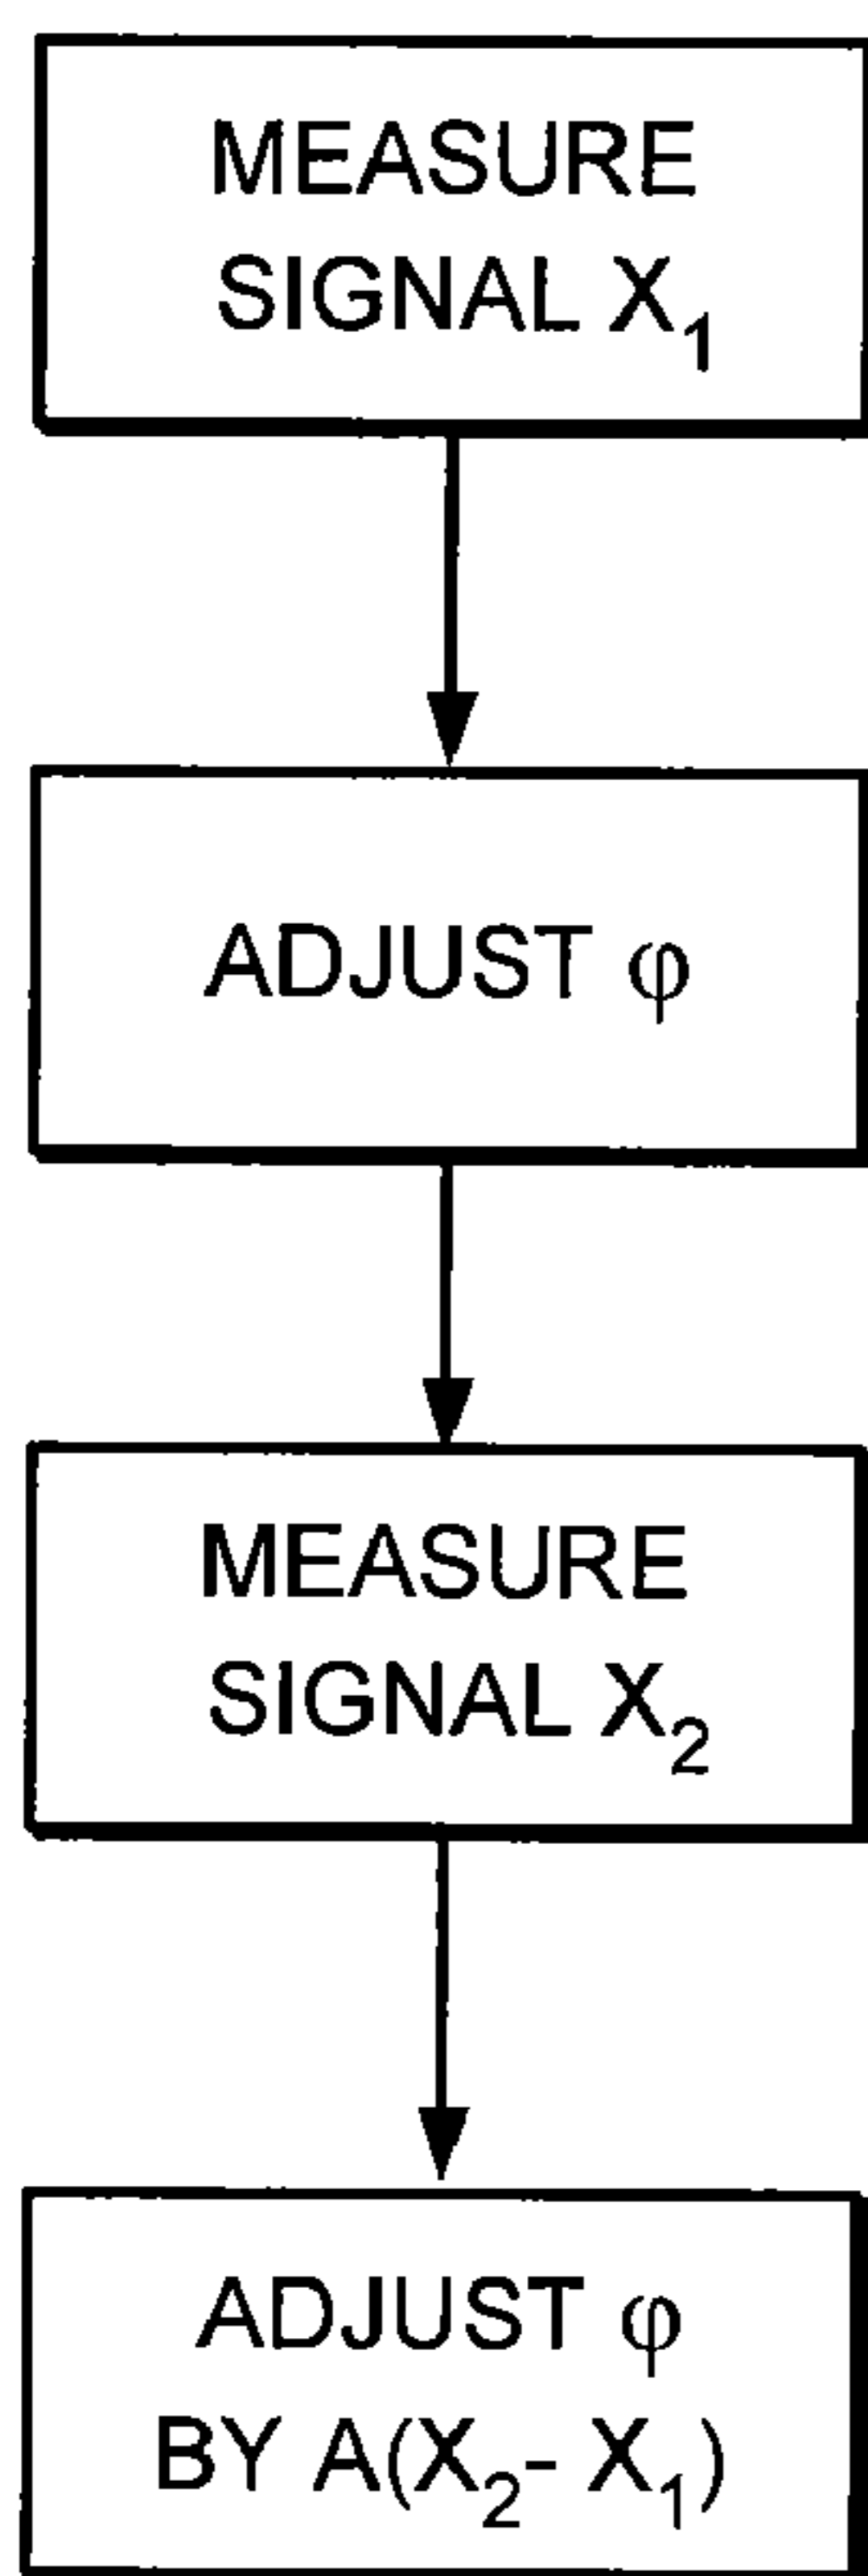 MEASURE
SIGNAL X₁
ADJUST φ
MEASURE
SIGNAL X₂
ADJUST φ
BY A(X₂- X₁)